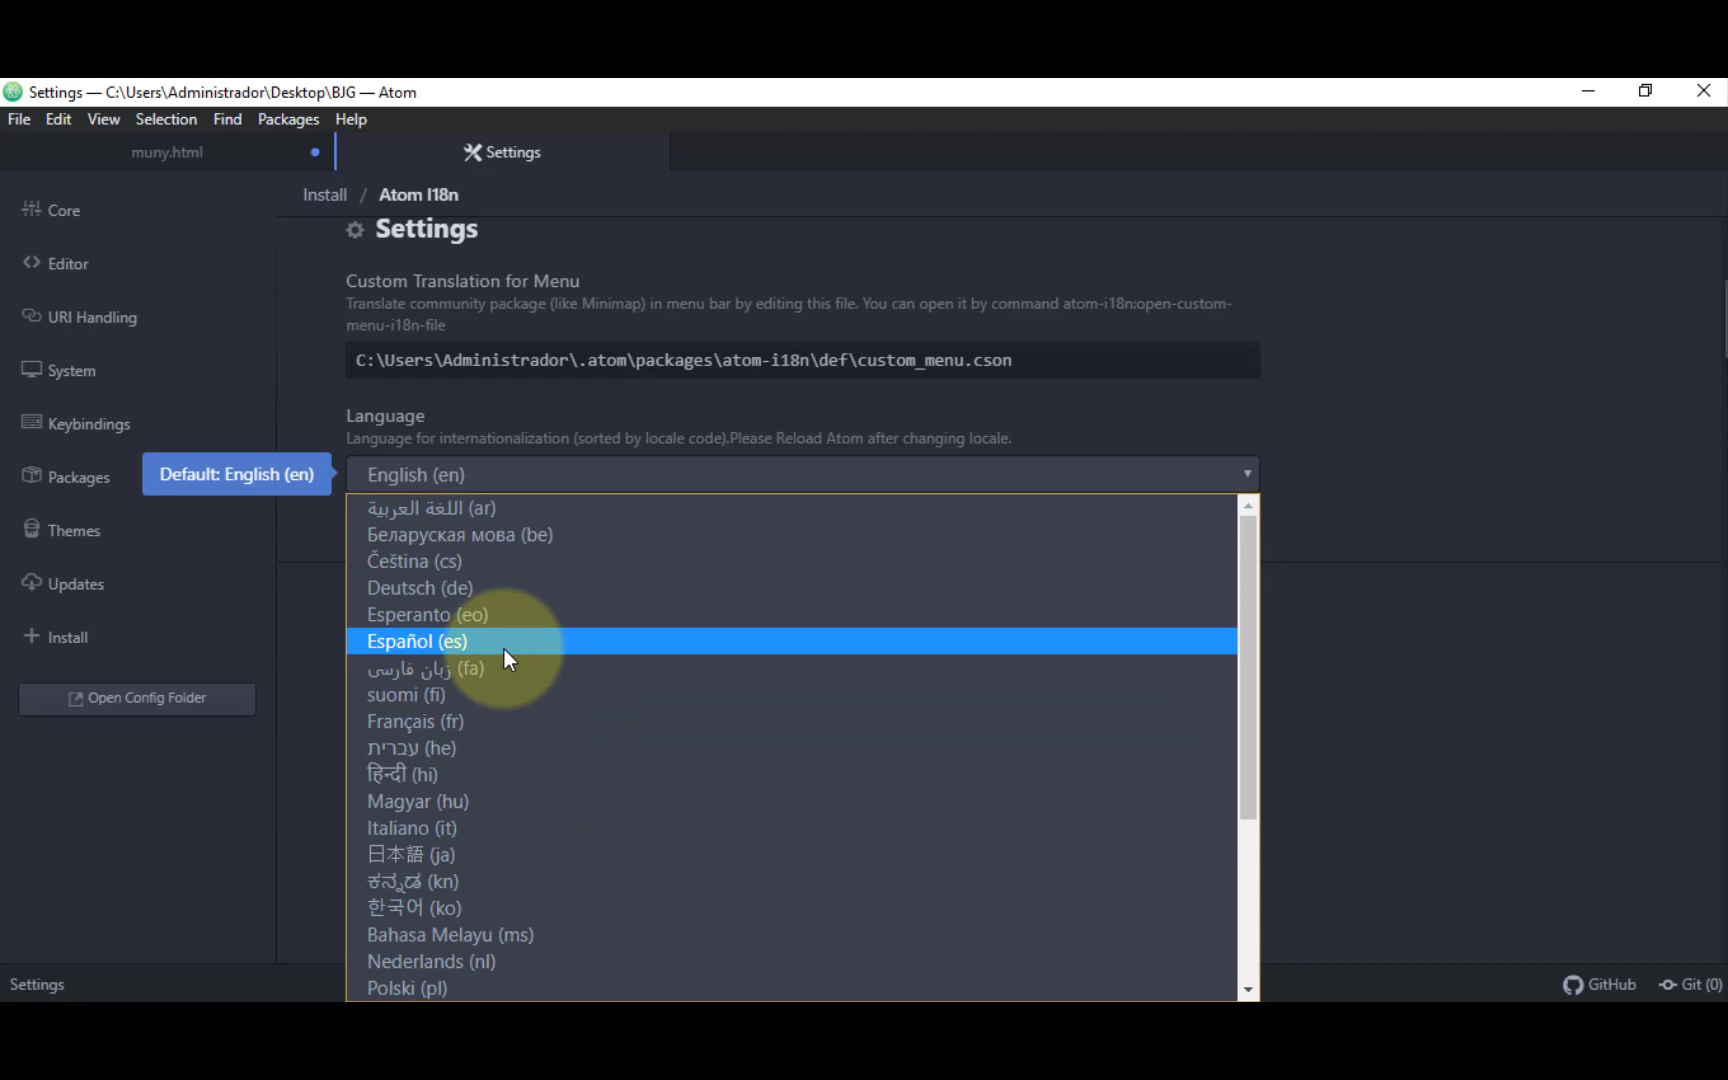 Settings — C:\Users\Administrador\Desktop\BJG — Atom
File Edit View Selection Find Packages Help
muny.html
Settings
Core
Editor
URI Handling
System
Keybindings
Packages
Themes
Updates
Install
Open Config Folder
Install / Atom I18n
Settings
Custom Translation for Menu
Translate community package (like Minimap) in menu bar by editing this file. You can open it by command atom-i18n:open-custom-
menu-i18n-file
C:\Users\Administrador\.atom\packages\atom-i18n\def\custom_menu.cson
Language
Language for internationalization (sorted by locale code).Please Reload Atom after changing locale.
Default: English (en)
English (en)
اللغة العربية (ar)
Беларуская мова (be)
Čeština (cs)
Deutsch (de)
Esperanto (eo)
Español (es)
زبان فارسی (fa)
suomi (fi)
Français (fr)
עברית (he)
हिन्दी (hi)
Magyar (hu)
Italiano (it)
日本語 (ja)
ಕನ್ನಡ (kn)
한국어 (ko)
Bahasa Melayu (ms)
Nederlands (nl)
Polski (pl)
Settings
GitHub
Git (0)